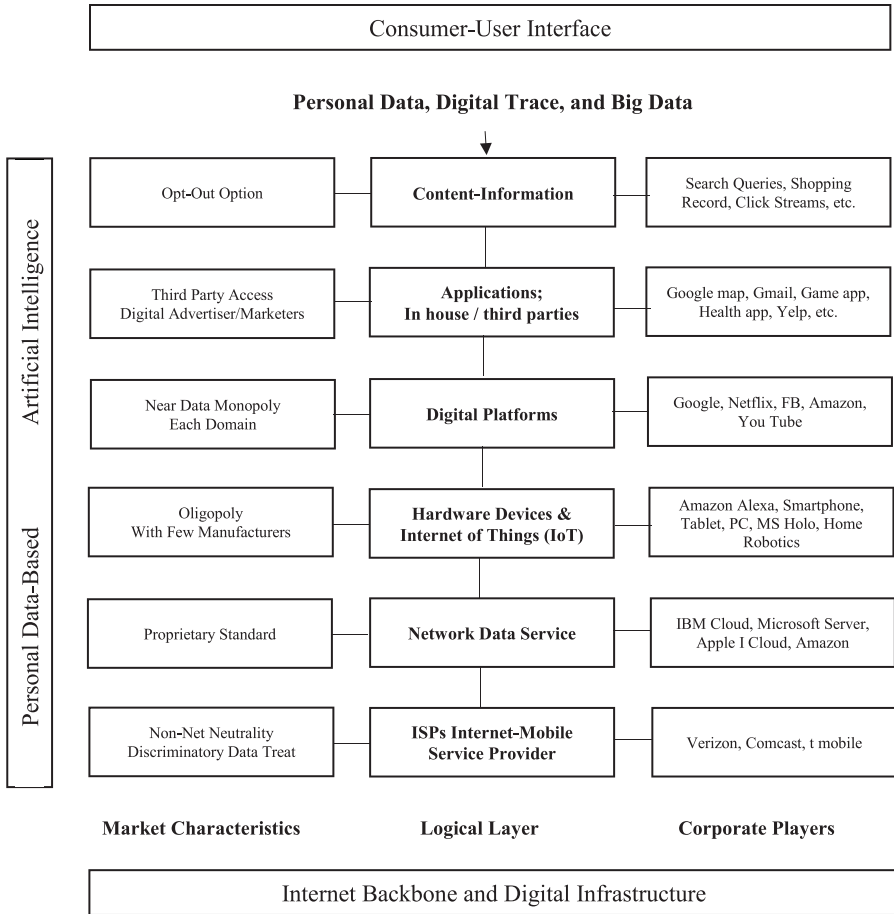 Consumer-User Interface
Personal Data, Digital Trace, and Big Data
Opt-Out Option
Content-Information
Search Queries, Shopping
Record, Click Streams, etc.
Third Party Access
Digital Advertiser/Marketers
Applications;
In house / third parties
Google map, Gmail, Game app,
Health app, Yelp, etc.
Near Data Monopoly
Each Domain
Digital Platforms
Google, Netflix, FB, Amazon,
You Tube
Oligopoly
With Few Manufacturers
Hardware Devices &
Internet of Things (IoT)
Amazon Alexa, Smartphone,
Tablet, PC, MS Holo, Home
Robotics
Proprietary Standard
Network Data Service
IBM Cloud, Microsoft Server,
Apple I Cloud, Amazon
Non-Net Neutrality
Discriminatory Data Treat
ISPs Internet-Mobile
Service Provider
Verizon, Comcast, t mobile
Personal Data-Based Artificial Intelligence
Market Characteristics
Logical Layer
Corporate Players
Internet Backbone and Digital Infrastructure